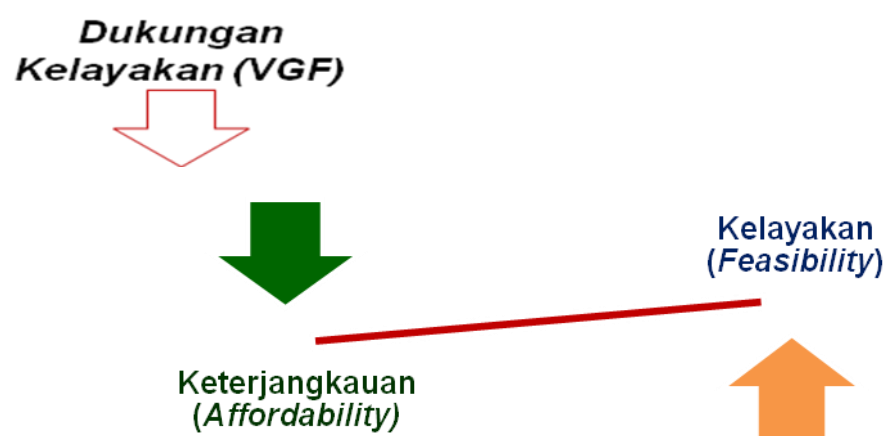 Dukungan
Kelayakan (VGF)
Kelayakan
(Feasibility)
Keterjangkauan
(Affordability)